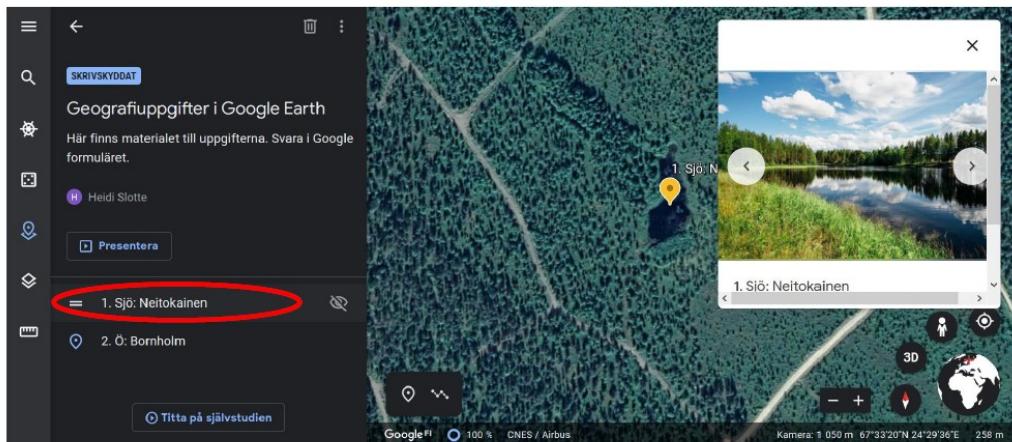 SKRIVSKYDDAT
Geografiuppgifter i Google Earth
Här finns materialet till uppgifterna. Svara i Google
formuläret.
H Heidi Slotte
Presentera
1. Sjö: Neitokainen
2. Ö: Bornholm
Titta på självstudien
1. Sjö: N
1. Sjö: Neitokainen
3D
Google FI 100 % CNES / Airbus Kamera: 1 050 m 67°33'20"N 24°29'36"E 258 m